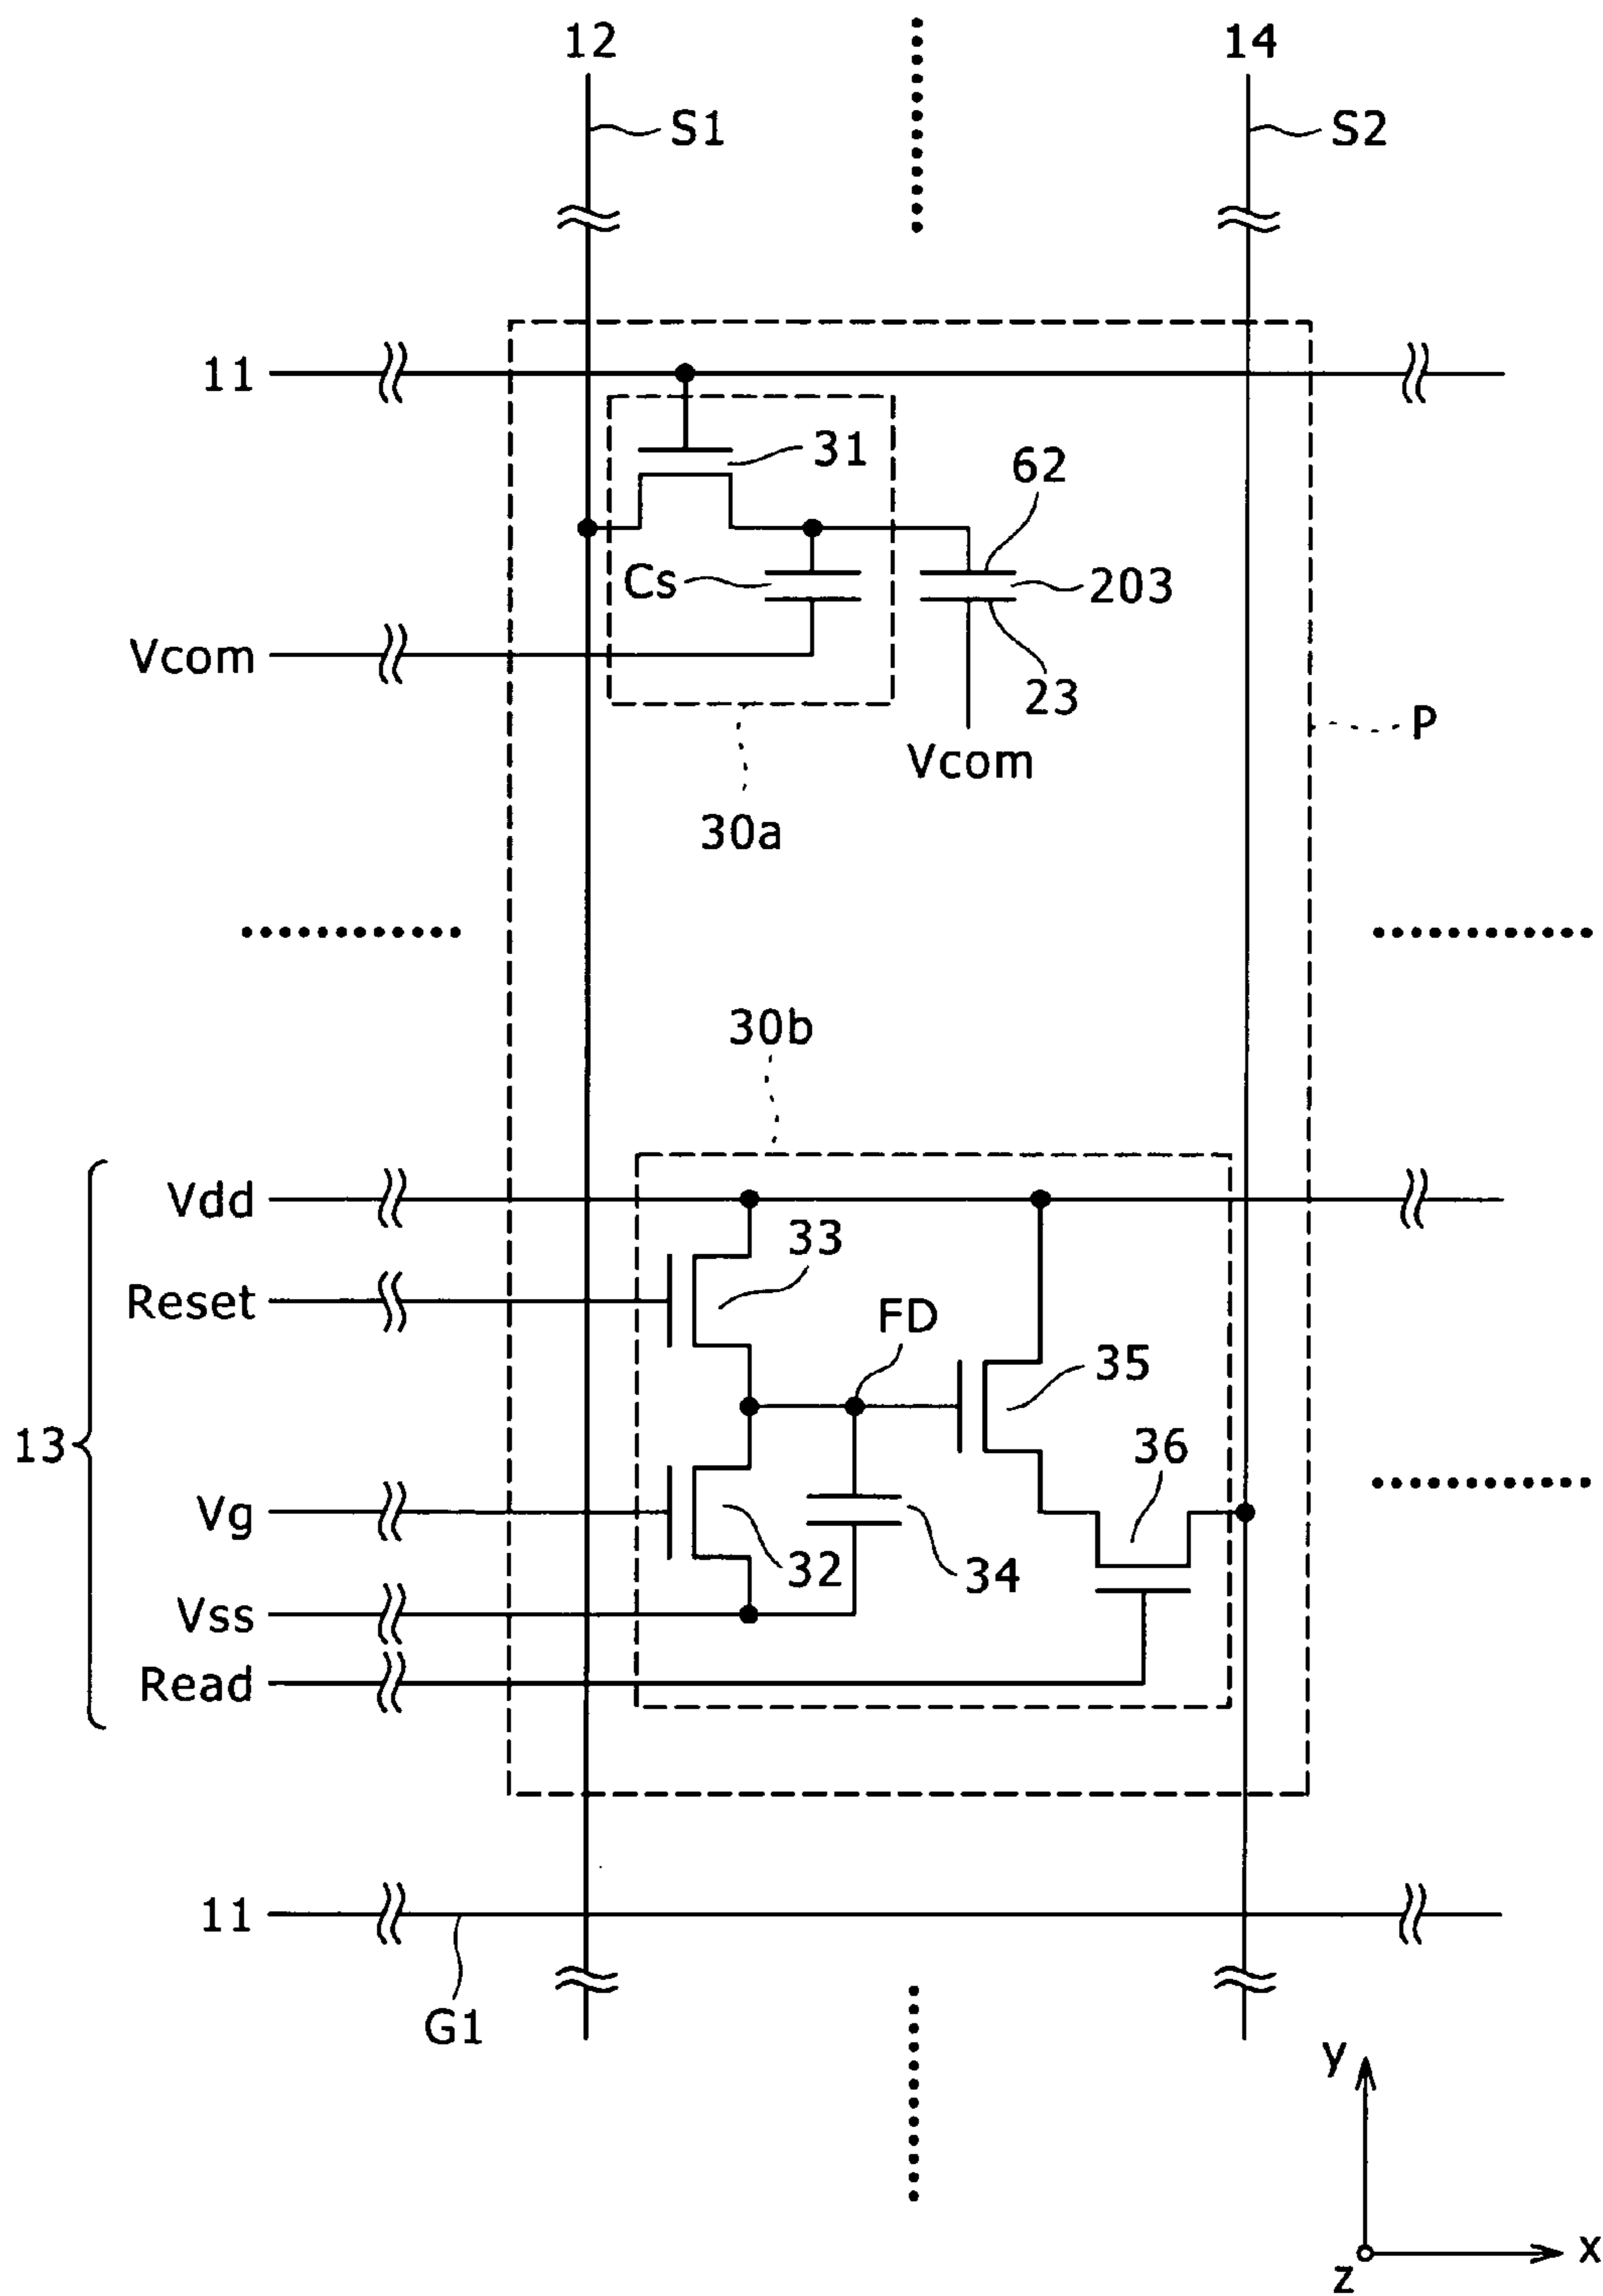 12
14
S1
S2
11
31
62
Cs
203
Vcom
23
P
Vcom
30a
30b
Vdd
33
Reset
FD
35
13
36
Vg
32
34
Vss
Read
11
G1
y
x
z